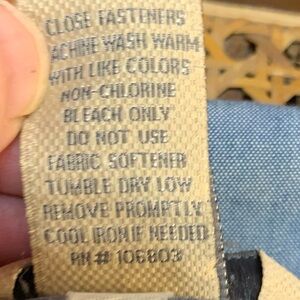 CLOSE FASTENERS
ACHINE WASH WARM
WITH LIKE COLORS
NON-CHLORINE
BLEACH ONLY
DO NOT USE
FABRIC SOFTENER
TUMBLE DRY LOW
REMOVE PROMPTLY
COOL IRON IF NEEDED
RN# 106803